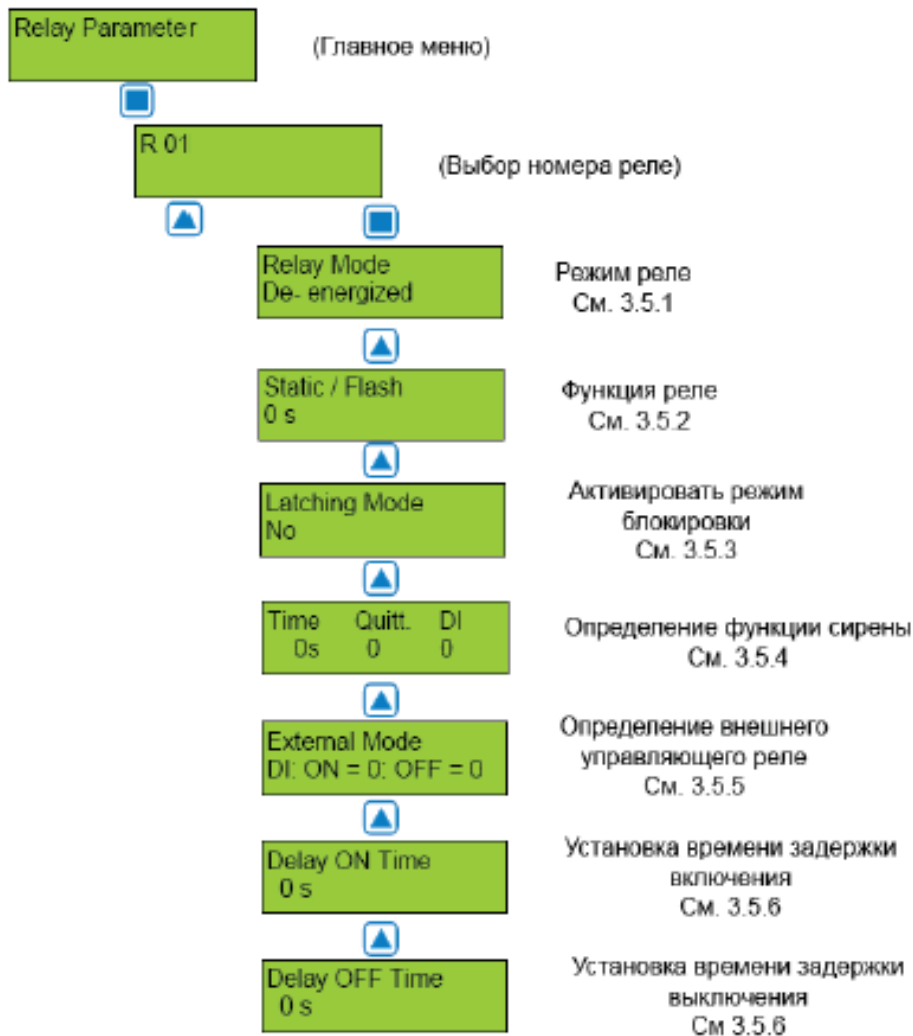 Relay Parameter
(Главное меню)
R 01
(Выбор номера реле)
Relay Mode
De- energized
Режим реле
См. 3.5.1
Static / Flash
0 s
Функция реле
См. 3.5.2
Latching Mode
No
Активировать режим
блокировки
См. 3.5.3
Time Quitt. DI
0s 0 0
Определение функции сирены
См. 3.5.4
External Mode
DI: ON = 0: OFF = 0
Определение внешнего
управляющего реле
См. 3.5.5
Delay ON Time
0 s
Установка времени задержки
включения
См. 3.5.6
Delay OFF Time
0 s
Установка времени задержки
выключения
См 3.5.6